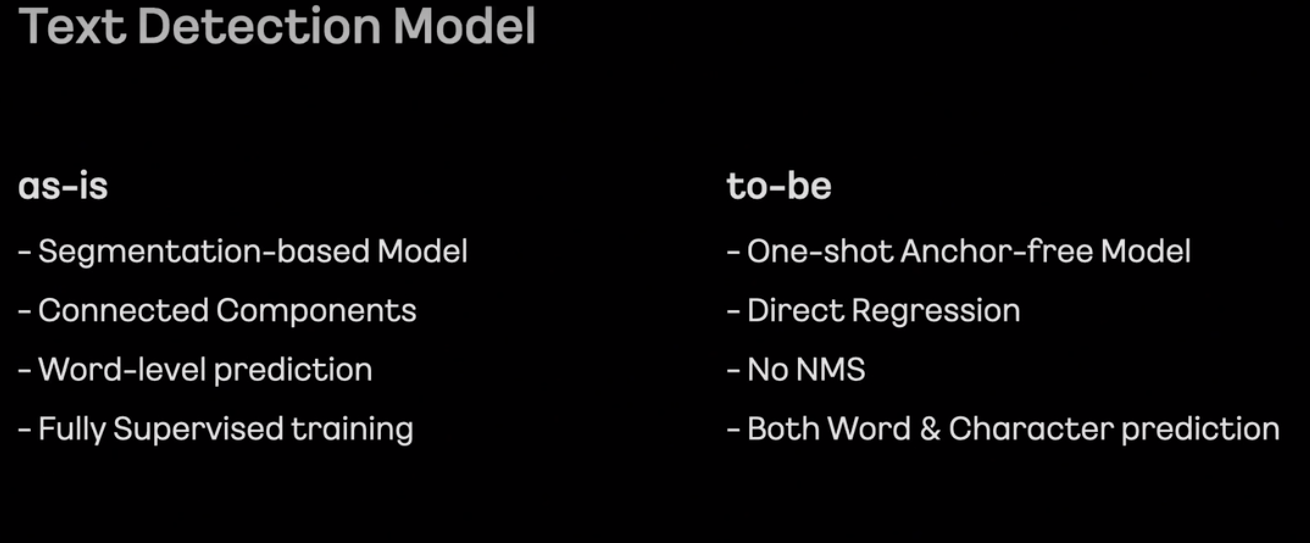 Text Detection Model
as-is
- Segmentation-based Model
- Connected Components
- Word-level prediction
- Fully Supervised training
to-be
- One-shot Anchor-free Model
- Direct Regression
- No NMS
- Both Word & Character prediction